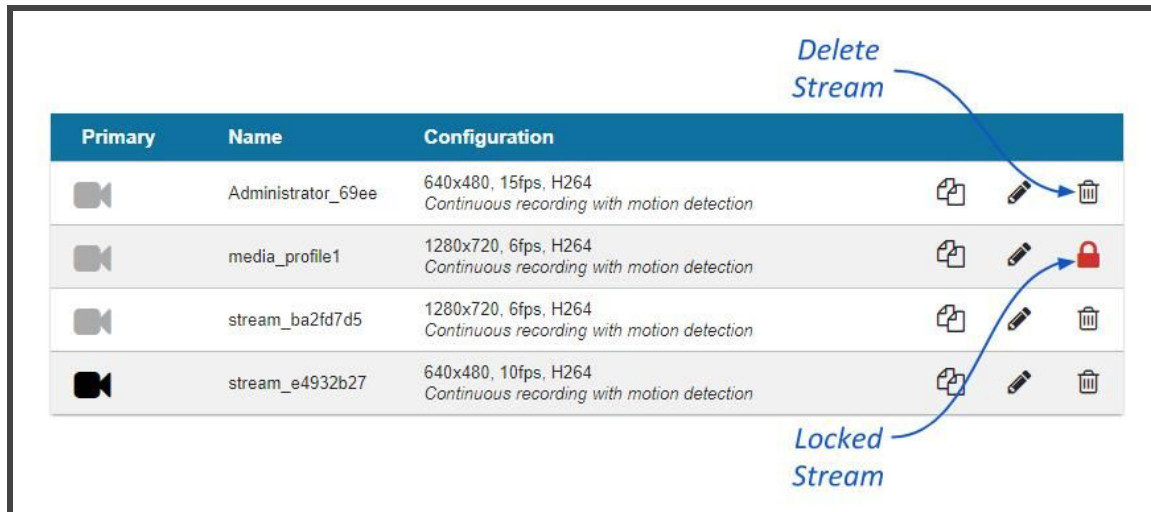 Delete
Stream
Primary Name Configuration
Administrator_69ee 640x480, 15fps, H264
Continuous recording with motion detection
media_profile1 1280x720, 6fps, H264
Continuous recording with motion detection
stream_ba2fd7d5 1280x720, 6fps, H264
Continuous recording with motion detection
stream_e4932b27 640x480, 10fps, H264
Continuous recording with motion detection
Locked
Stream